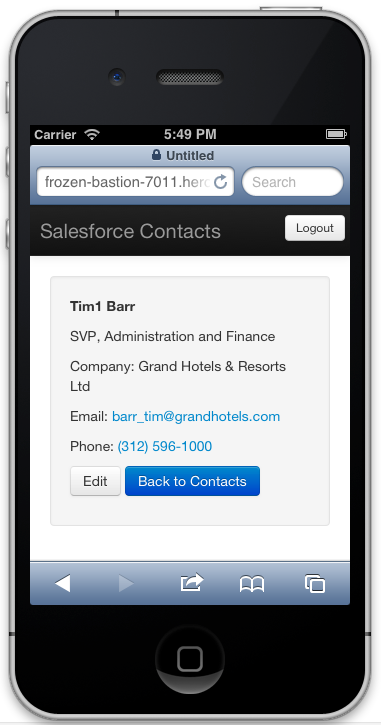 Carrier 5:49 PM
Untitled
frozen-bastion-7011.herc Search
Salesforce Contacts Logout
Tim1 Barr
SVP, Administration and Finance
Company: Grand Hotels & Resorts
Ltd
Email: barr_tim@grandhotels.com
Phone: (312) 596-1000
Edit Back to Contacts